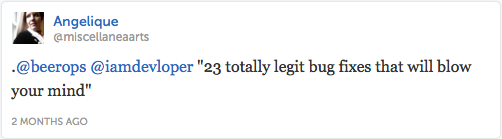 Angelique
@miscellaneaarts
.@beerops @iamdevloper "23 totally legit bug fixes that will blow
your mind"
2 MONTHS AGO